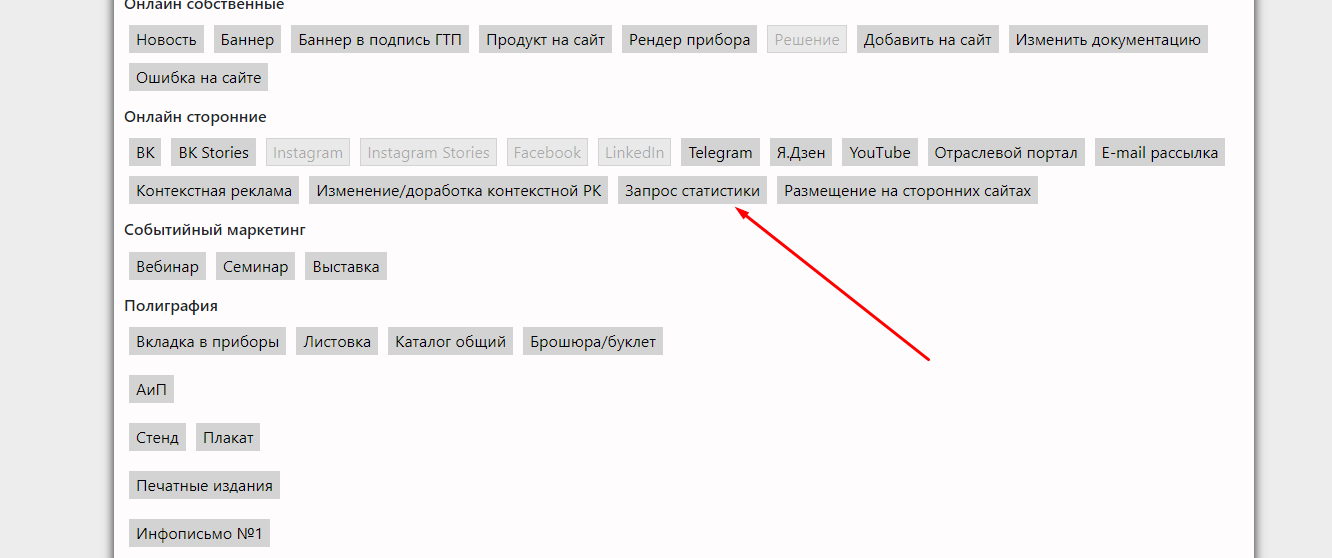 Онлайн собственные
Новость Баннер Баннер в подпись ГТП Продукт на сайт Рендер прибора Решение Добавить на сайт Изменить документацию
Ошибка на сайте
Онлайн сторонние
ВК ВК Stories Instagram Instagram Stories Facebook LinkedIn Telegram Я.Дзен YouTube Отраслевой портал E-mail рассылка
Контекстная реклама Изменение/доработка контекстной РК Запрос статистики Размещение на сторонних сайтах
Событийный маркетинг
Вебинар Семинар Выставка
Полиграфия
Вкладка в приборы Листовка Каталог общий Брошюра/буклет
АиП
Стенд Плакат
Печатные издания
Инфописьмо №1